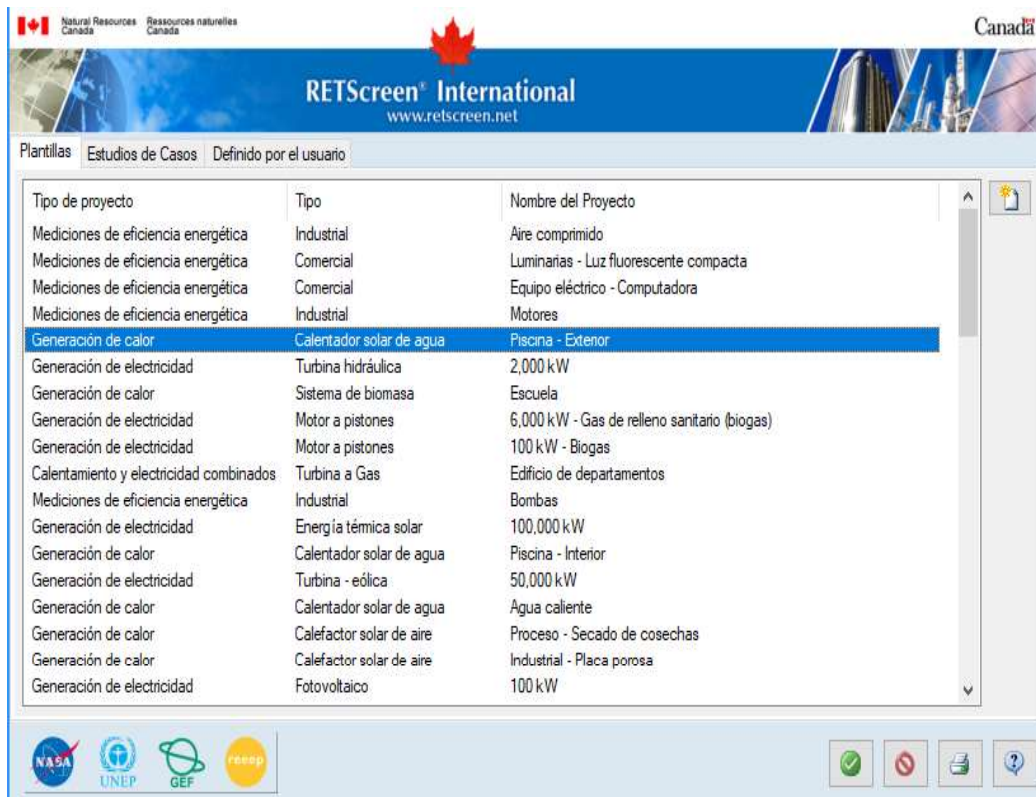 Natural Resources Ressources naturelles
Canada Canada
Canada
RETScreen® International
www.retscreen.net
Plantillas Estudios de Casos Definido por el usuario
Tipo de proyecto Tipo Nombre del Proyecto
Mediciones de eficiencia energética Industrial Aire comprimido
Mediciones de eficiencia energética Comercial Luminarias - Luz fluorescente compacta
Mediciones de eficiencia energética Comercial Equipo eléctrico - Computadora
Mediciones de eficiencia energética Industrial Motores
Generación de calor Calentador solar de agua Piscina - Exterior
Generación de electricidad Turbina hidráulica 2,000 kW
Generación de calor Sistema de biomasa Escuela
Generación de electricidad Motor a pistones 6,000 kW - Gas de relleno sanitario (biogas)
Generación de electricidad Motor a pistones 100 kW - Biogas
Calentamiento y electricidad combinados Turbina a Gas Edificio de departamentos
Mediciones de eficiencia energética Industrial Bombas
Generación de electricidad Energía térmica solar 100,000 kW
Generación de calor Calentador solar de agua Piscina - Interior
Generación de electricidad Turbina - eólica 50,000 kW
Generación de calor Calentador solar de agua Agua caliente
Generación de calor Calefactor solar de aire Proceso - Secado de cosechas
Generación de calor Calefactor solar de aire Industrial - Placa porosa
Generación de electricidad Fotovoltaico 100 kW
NASA UNEP GEF reeep